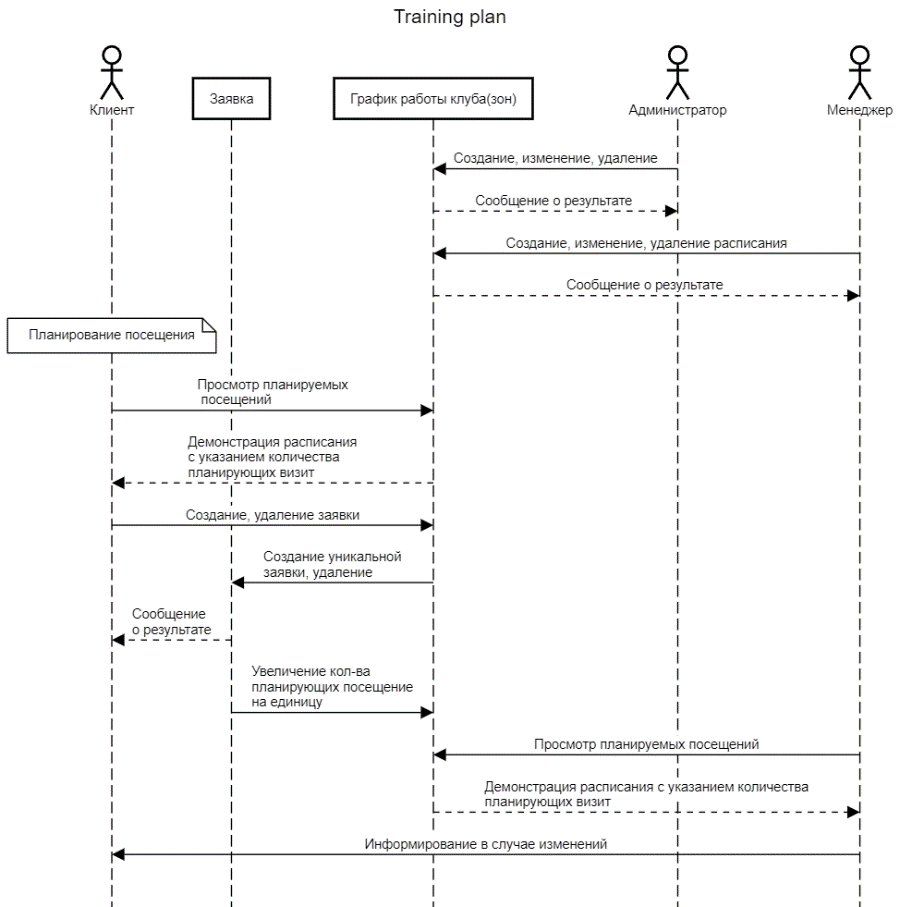 Training plan
Клиент
Заявка
График работы клуба(зон)
Администратор
Менеджер
Создание, изменение, удаление
Сообщение о результате
Создание, изменение, удаление расписания
Сообщение о результате
Планирование посещения
Просмотр планируемых
посещений
Демонстрация расписания
с указанием количества
планирующих визит
Создание, удаление заявки
Создание уникальной
заявки, удаление
Сообщение
о результате
Увеличение кол-ва
планирующих посещение
на единицу
Просмотр планируемых посещений
Демонстрация расписания с указанием количества
планирующих визит
Информирование в случае изменений